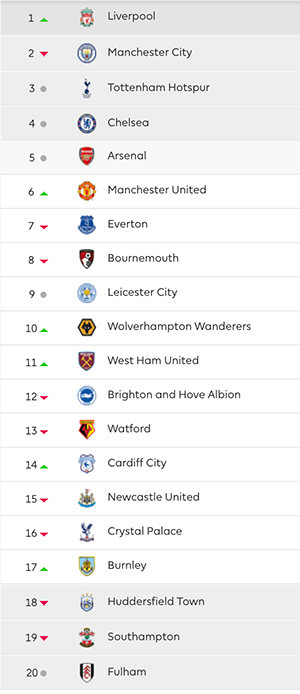 1 Liverpool
2 Manchester City
3 Tottenham Hotspur
4 Chelsea
5 Arsenal
6 Manchester United
7 Everton
8 Bournemouth
9 Leicester City
10 Wolverhampton Wanderers
11 West Ham United
12 Brighton and Hove Albion
13 Watford
14 Cardiff City
15 Newcastle United
16 Crystal Palace
17 Burnley
18 Huddersfield Town
19 Southampton
20 Fulham